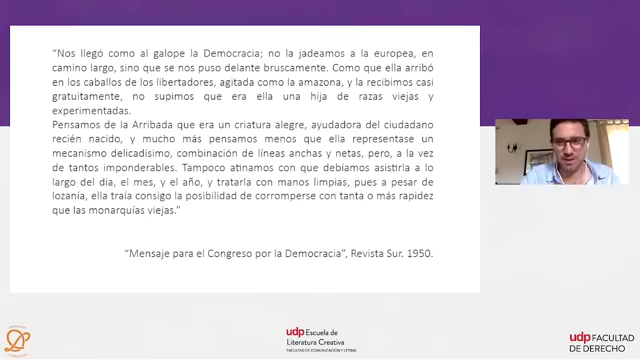 “Nos llegó como al galope la Democracia; no la jadeamos a la europea, en
camino largo, sino que se nos puso delante bruscamente. Como que ella arribó
en los caballos de los libertadores, agitada como la amazona, y la recibimos casi
gratuitamente, no supimos que era ella una hija de razas viejas y
experimentadas.
Pensamos de la Arribada que era un criatura alegre, ayudadora del ciudadano
recién nacido, y mucho más pensamos menos que ella representase un
mecanismo delicadísimo, combinación de líneas anchas y netas, pero, a la vez
de tantos imponderables. Tampoco atinamos con que debíamos asistirla a lo
largo del día, el mes, y el año, y tratarla con manos limpias, pues a pesar de
lozanía, ella traía consigo la posibilidad de corromperse con tanta o más rapidez
que las monarquías viejas.”
“Mensaje para el Congreso por la Democracia”, Revista Sur. 1950.
udp Escuela de
Literatura Creativa
FACULTAD DE COMUNICACIÓN Y LETRAS
udp FACULTAD
DE DERECHO